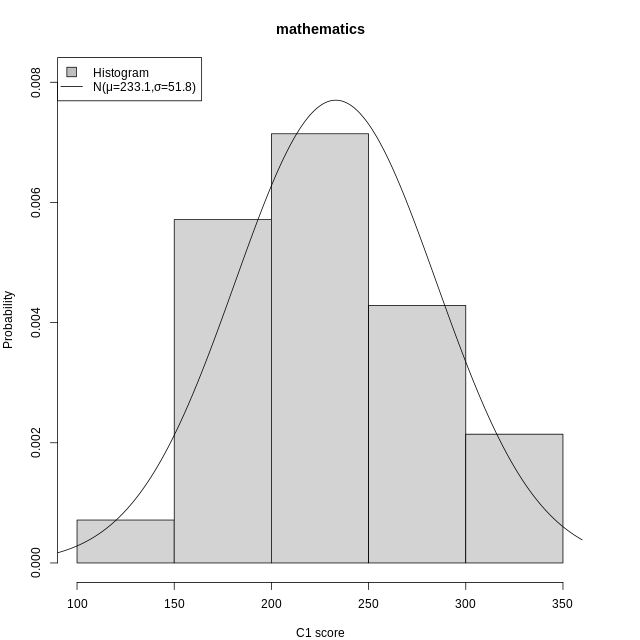 mathematics
Histogram
N(μ=233.1,σ=51.8)
0.008
0.006
0.004
0.002
0.000
Probability
100 150 200 250 300 350
C1 score